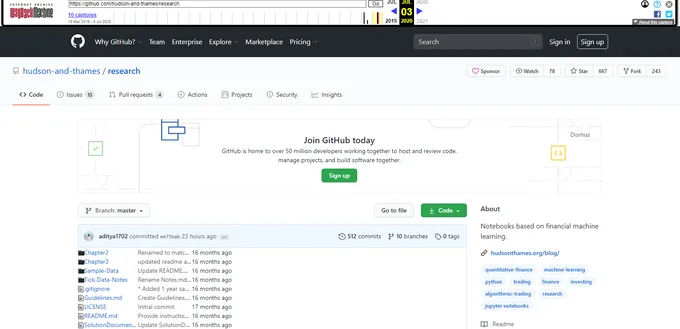 INTERNET ARCHIVE
WayBackMachine
https://github.com/hudson-and-thames/research Go JUL AUG
10 captures
03
15 Mar 2019 - 4 Jul 2020
2019 2020 2021
About this capture
Why GitHub? Team Enterprise Explore Marketplace Pricing Search Sign in Sign up
hudson-and-thames / research
Sponsor Watch 78 Star 667 Fork 243
Code Issues 10 Pull requests 4 Actions Projects Security Insights
Join GitHub today
Dismiss
GitHub is home to over 50 million developers working together to host and review code,
manage projects, and build software together.
Sign up
Branch: master Go to file Code
About
Notebooks based on financial machine
learning.
hudsonthames.org/blog/
quantitative-finance machine-learning
python trading finance investing
algorithmic-trading research
jupyter-notebooks
Readme
aditya1702 committed 23 hours ago 512 commits 10 branches 0 tags
Chapter2 Renamed to matc... 16 months ago
Chapter3 updated readme a... 16 months ago
Sample-Data Update README.... 16 months ago
Tick-Data-Notes Rename Notes.md... 16 months ago
.gitignore * Added 1 year sa... 16 months ago
Guidelines.md Create Guidelines... 16 months ago
LICENSE Initial commit 17 months ago
README.md Provide instructio... 16 months ago
SolutionDocumen... Update SolutionD... 16 months ago